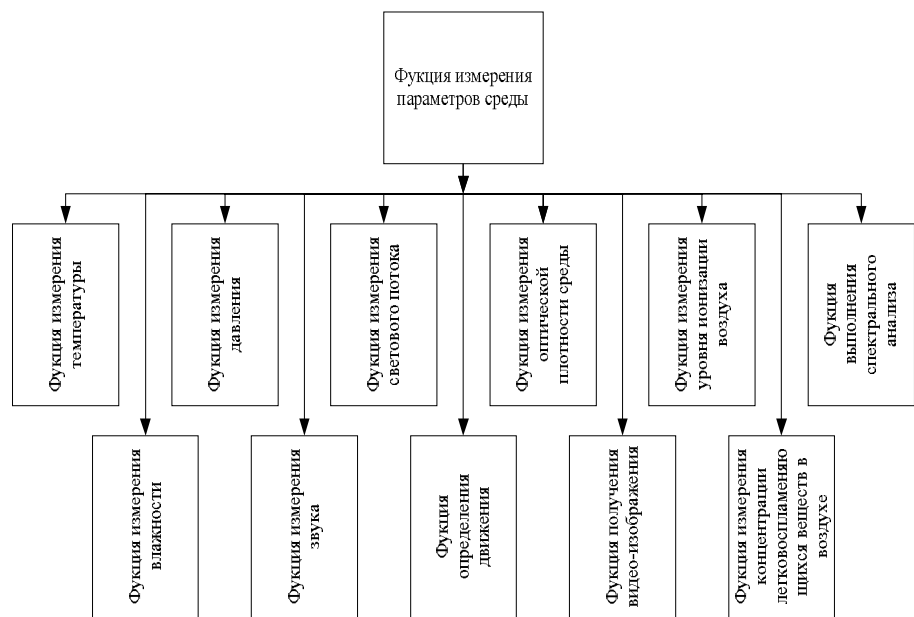 Фукция измерения
параметров среды
Фукция измерения
температуры
Фукция измерения
давления
Фукция измерения
светового потока
Фукция измерения
оптической
плотности среды
Фукция измерения
уровня ионизации
воздуха
Фукция
выполнения
спектрального
анализа
Фукция измерения
влажности
Фукция измерения
звука
Фукция
определения
движения
Фукция получения
видео-изображения
Фукция измерения
концентрации
легковоспламеняю
щихся веществ в
воздухе